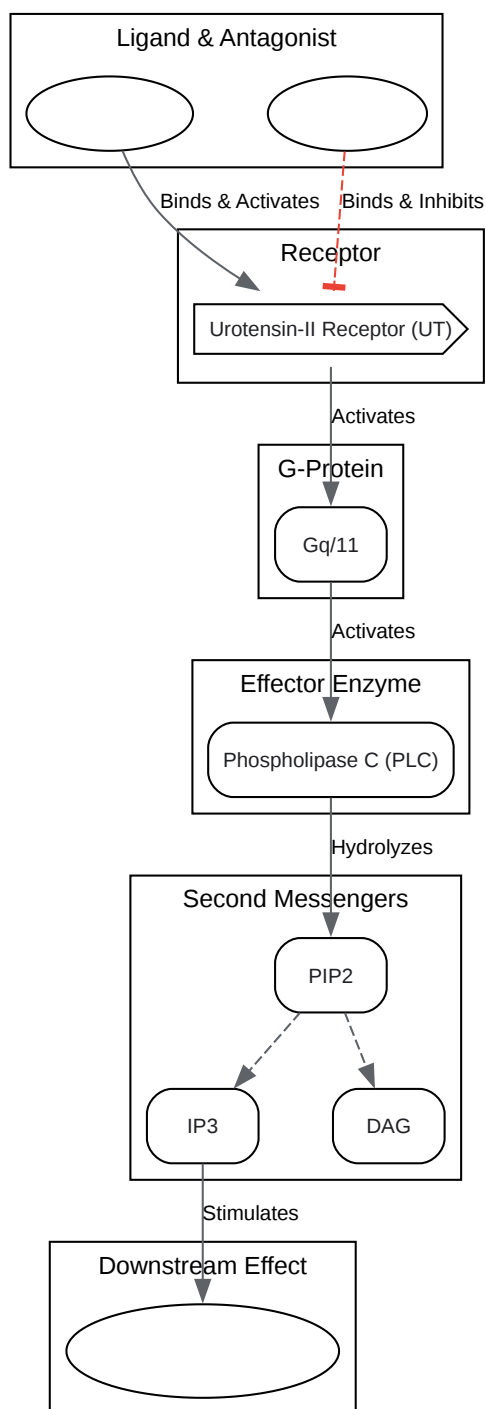 Ligand & Antagonist
Binds & Activates
Binds & Inhibits
Receptor
Urotensin-II Receptor (UT)
Activates
G-Protein
Gq/11
Activates
Effector Enzyme
Phospholipase C (PLC)
Hydrolyzes
Second Messengers
PIP2
IP3
DAG
Stimulates
Downstream Effect